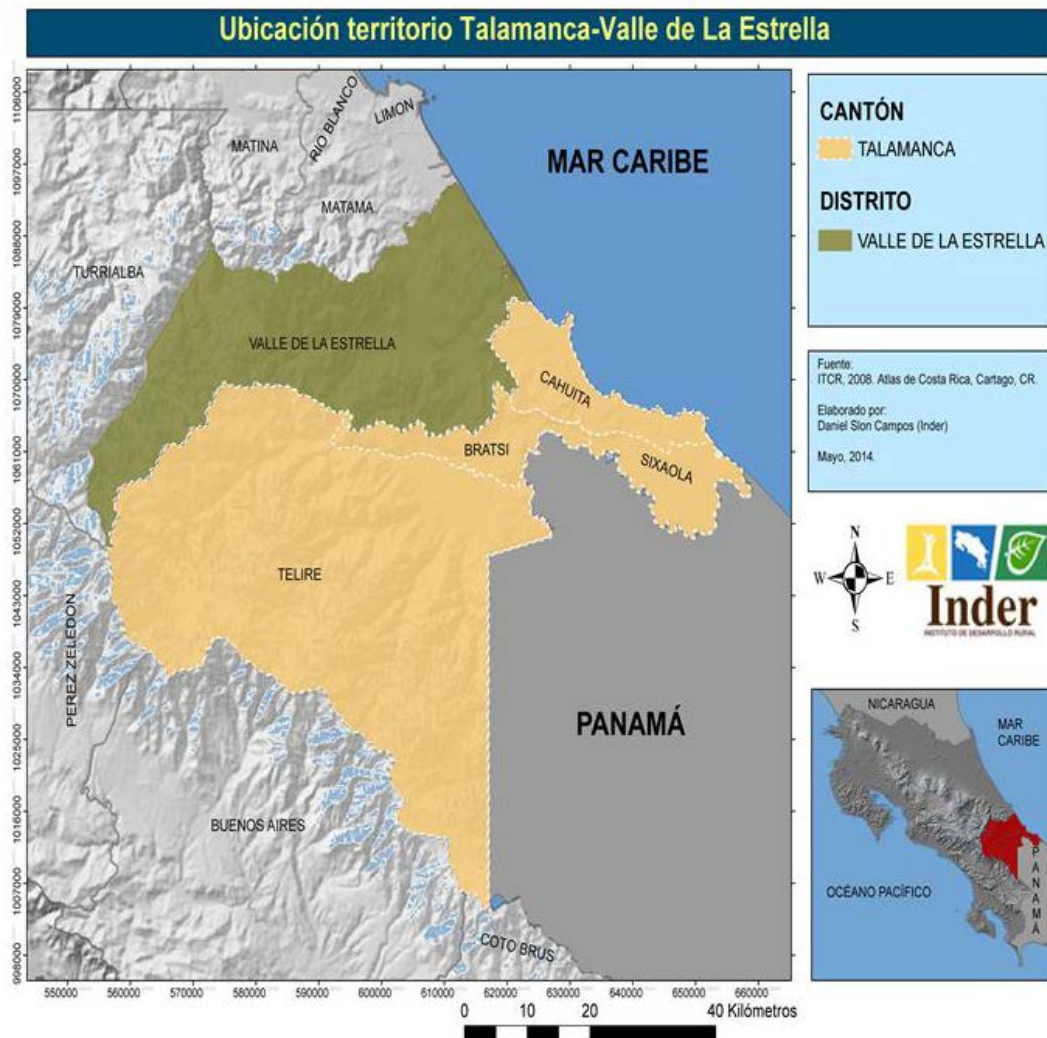 Ubicación territorio Talamanca-Valle de La Estrella
1108000
1097000
1088000
1079000
1070000
1061000
1052000
1043000
1034000
1025000
1016000
1007000
998000
550000
560000
570000
580000
590000
600000
610000
620000
630000
640000
650000
660000
LIMON
RIO BLANCO
MATINA
MATAMA
MAR CARIBE
TURRIALBA
VALLE DE LA ESTRELLA
CAHUITA
BRATSI
SIXAOLA
TELIRE
PEREZ ZELEDON
PANAMÁ
BUENOS AIRES
COTO BRUS
0 10 20 40 Kilómetros
CANTÓN
TALAMANCA
DISTRITO
VALLE DE LA ESTRELLA
Fuente:
ITCR, 2008. Atlas de Costa Rica, Cartago, CR.
Elaborado por:
Daniel Slon Campos (Inder)
Mayo, 2014.
N
W E
S
Inder
INSTITUTO DE DESARROLLO RURAL
NICARAGUA
MAR
CARIBE
OCÉANO PACÍFICO
PANAMÁ